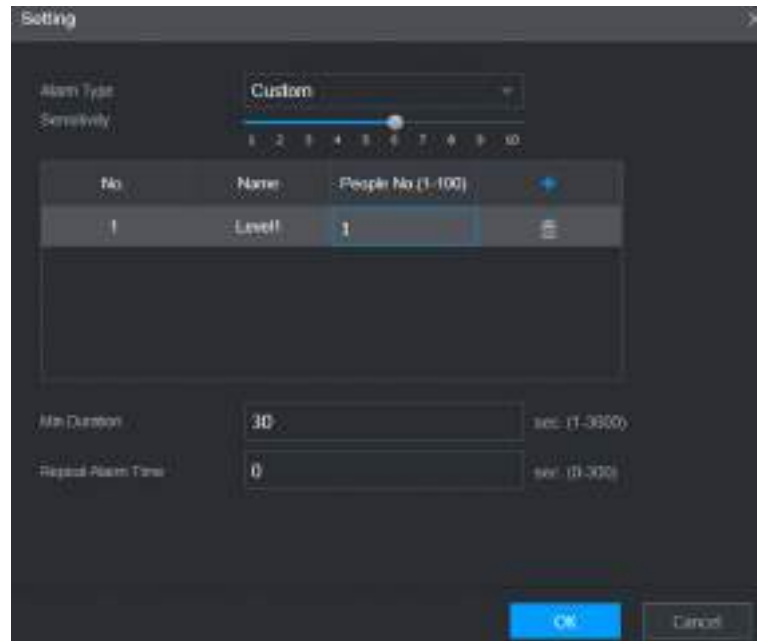 Setting
Alarm Type Custom
Sensitivity
1 2 3 4 5 6 7 8 9 10
No. Name People No.(1-100) +
1 Level1 1
Min Duration 30 sec. (1-3600)
Repeat Alarm Time 0 sec. (0-300)
OK Cancel